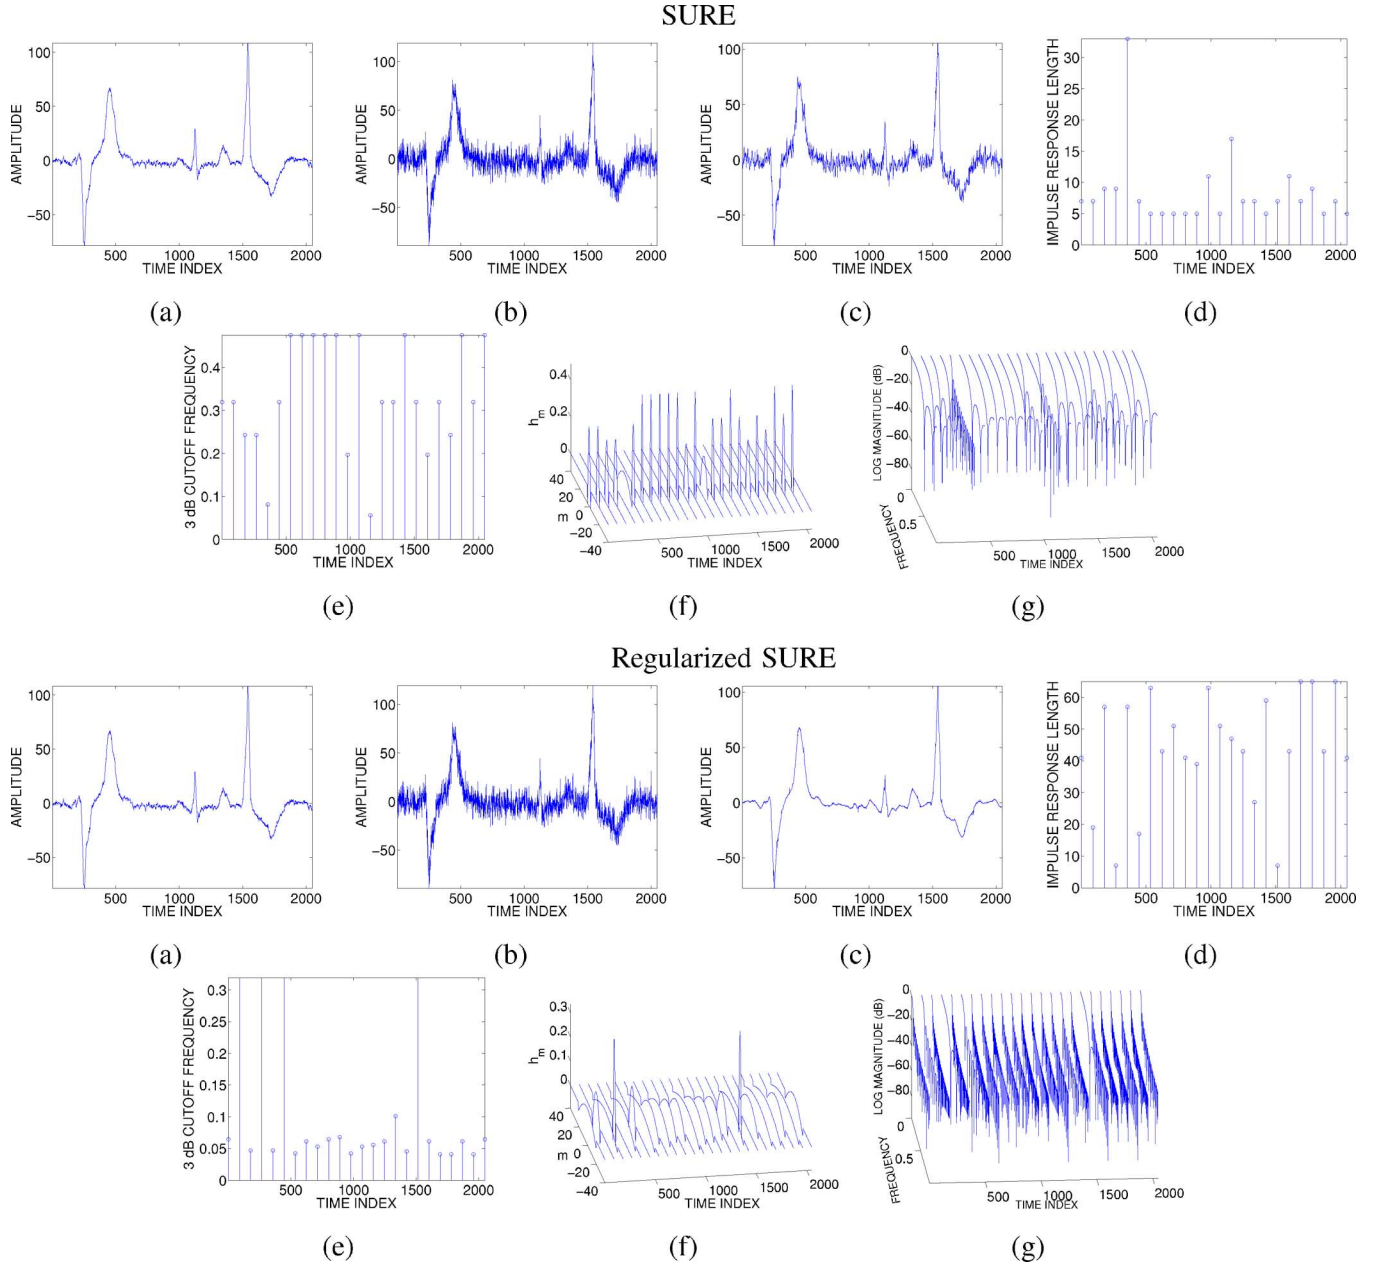 SURE
AMPLITUDE
100
50
0
−50
500 1000 1500 2000
TIME INDEX
(a)
AMPLITUDE
100
50
0
−50
500 1000 1500 2000
TIME INDEX
(b)
AMPLITUDE
100
50
0
−50
500 1000 1500 2000
TIME INDEX
(c)
IMPULSE RESPONSE LENGTH
30
25
20
15
10
5
0
500 1000 1500 2000
TIME INDEX
(d)
3 dB CUTOFF FREQUENCY
0.4
0.3
0.2
0.1
0
500 1000 1500 2000
TIME INDEX
(e)
h_m
0.4
0.2
0
40
20
m 0
−20
−40
500 1000 1500 2000
TIME INDEX
(f)
LOG MAGNITUDE (dB)
0
−20
−40
−60
−80
0
0.5
FREQUENCY
500 1000 1500 2000
TIME INDEX
(g)
Regularized SURE
AMPLITUDE
100
50
0
−50
500 1000 1500 2000
TIME INDEX
(a)
AMPLITUDE
100
50
0
−50
500 1000 1500 2000
TIME INDEX
(b)
AMPLITUDE
100
50
0
−50
500 1000 1500 2000
TIME INDEX
(c)
IMPULSE RESPONSE LENGTH
60
50
40
30
20
10
0
500 1000 1500 2000
TIME INDEX
(d)
3 dB CUTOFF FREQUENCY
0.3
0.25
0.2
0.15
0.1
0.05
0
500 1000 1500 2000
TIME INDEX
(e)
h_m
0.3
0.2
0.1
0
40
20
m 0
−20
−40
500 1000 1500 2000
TIME INDEX
(f)
LOG MAGNITUDE (dB)
0
−20
−40
−60
−80
0
0.5
FREQUENCY
500 1000 1500 2000
TIME INDEX
(g)